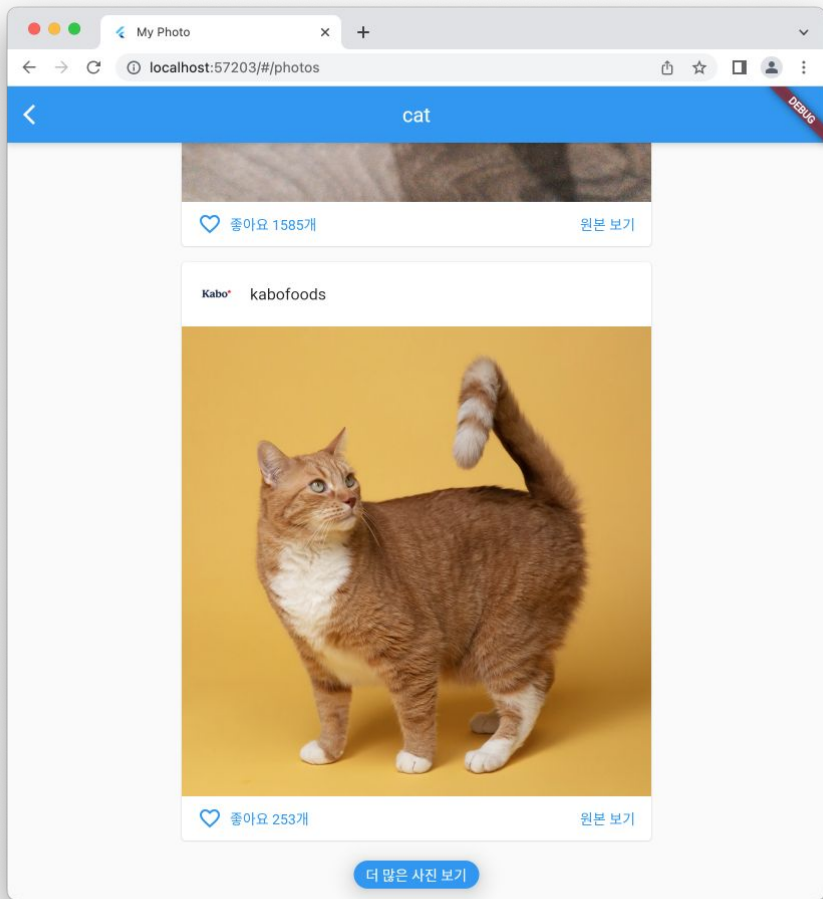 My Photo
localhost:57203/#/photos
cat
DEBUG
좋아요 1585개
원본 보기
Kabo
kabofoods
좋아요 253개
원본 보기
더 많은 사진 보기